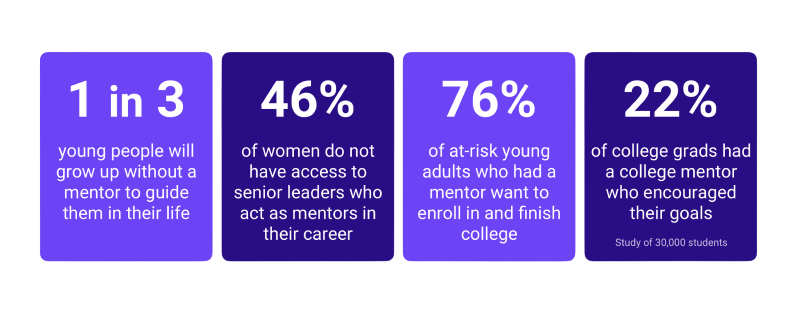 1 in 3
young people will
grow up without a
mentor to guide
them in their life
46%
of women do not
have access to
senior leaders who
act as mentors in
their career
76%
of at-risk young
adults who had a
mentor want to
enroll in and finish
college
22%
of college grads had
a college mentor
who encouraged
their goals
Study of 30,000 students